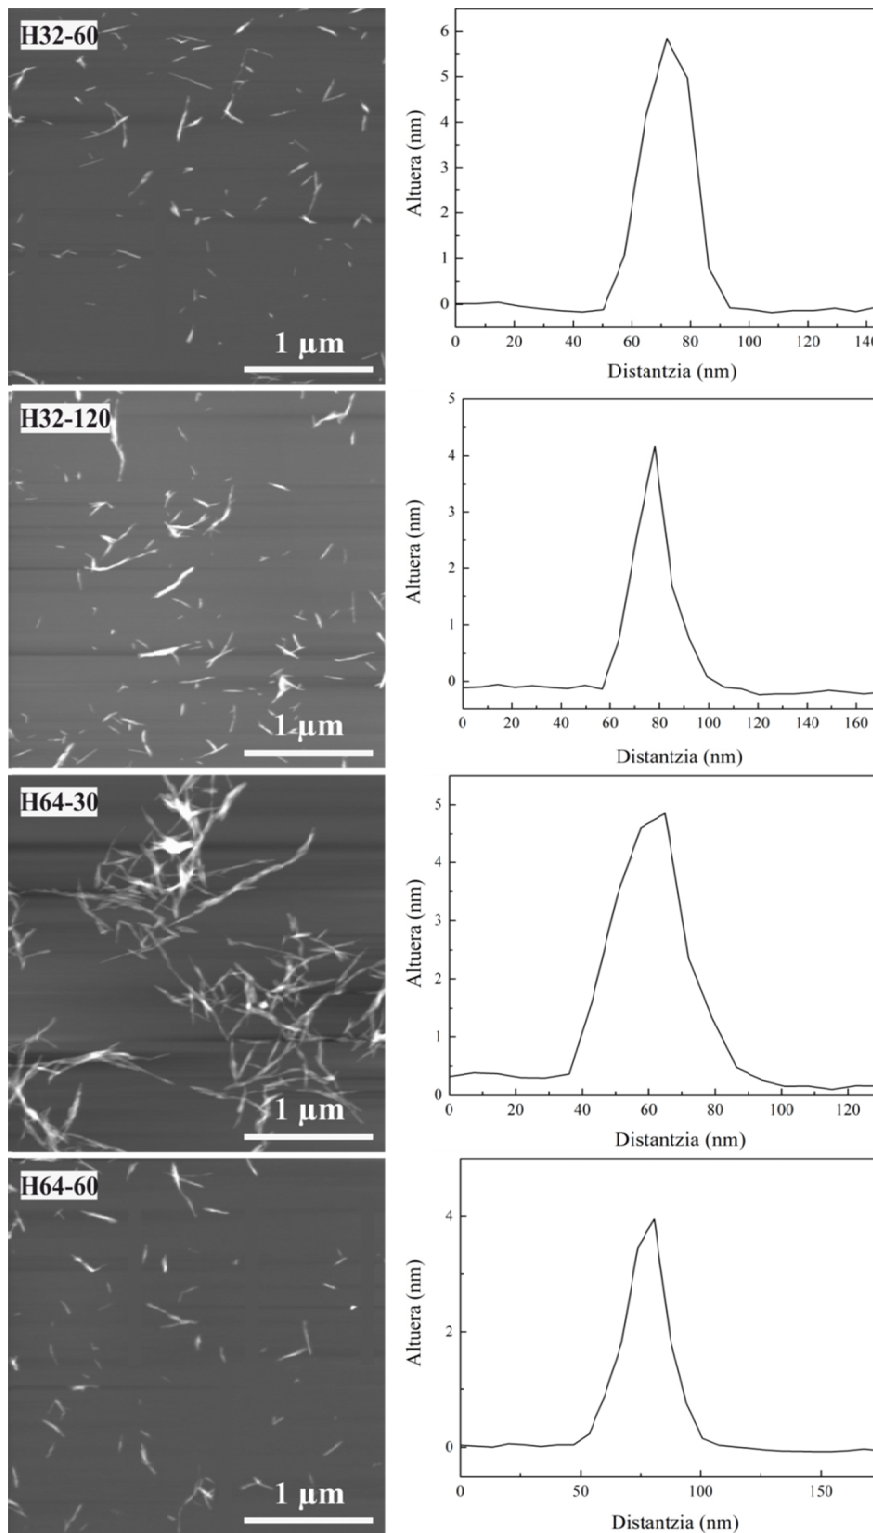 H32-60
1 µm
Altuera (nm)
6
5
4
3
2
1
0
0 20 40 60 80 100 120 140
Distantzia (nm)
H32-120
1 µm
Altuera (nm)
5
4
3
2
1
0
0 20 40 60 80 100 120 140 160
Distantzia (nm)
H64-30
1 µm
Altuera (nm)
5
4
3
2
1
0
0 20 40 60 80 100 120
Distantzia (nm)
H64-60
1 µm
Altuera (nm)
4
2
0
0 50 100 150
Distantzia (nm)